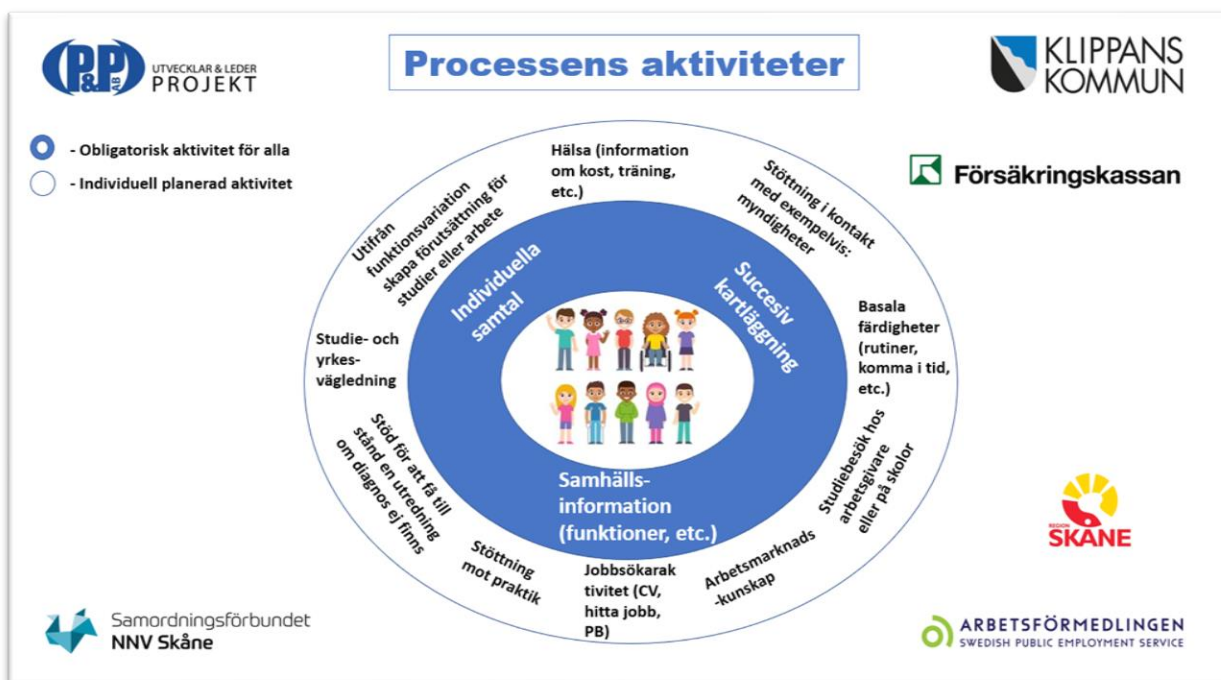 P&P AB
UTVECKLAR & LEDER
PROJEKT
Processens aktiviteter
KLIPPANS
KOMMUN
- Obligatorisk aktivitet för alla
- Individuell planerad aktivitet
Försäkringskassan
Hälsa (information
om kost, träning,
etc.)
Stöttning i kontakt
med exempelvis:
myndigheter
Basala
färdigheter
(rutiner,
komma i tid,
etc.)
Studiebesök hos
arbetsgivare
eller på skolor
Arbetsmarknads
-kunskap
Jobbsökarak
tivitet (CV,
hitta jobb,
PB)
Stöttning
mot praktik
Stöd för att få till
stånd en utredning
om diagnos ej finns
Studie- och
yrkes-
vägledning
Utifrån
funktionsvariation
skapa förutsättning för
studier eller arbete
Individuella
samtal
Succesiv
kartläggning
Samhälls-
information
(funktioner, etc.)
REGION
SKÅNE
Samordningsförbundet
NNV Skåne
ARBETSFÖRMEDLINGEN
SWEDISH PUBLIC EMPLOYMENT SERVICE